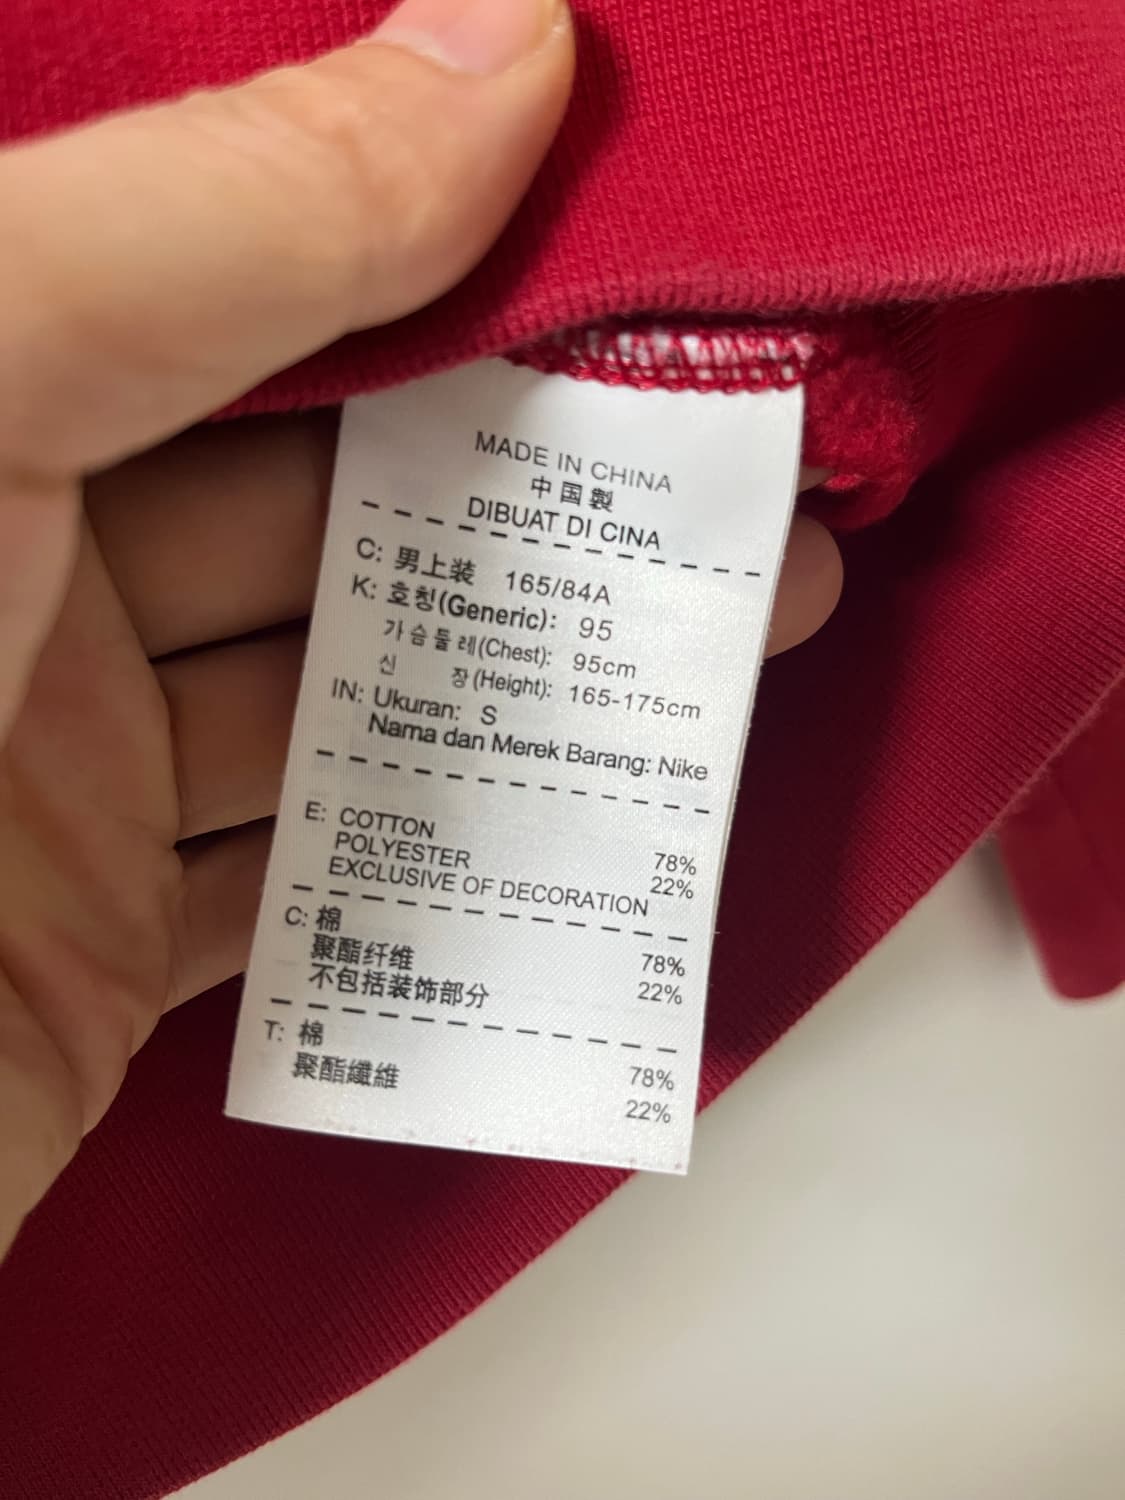 MADE IN CHINA
中国製
DIBUAT DI CINA
C: 男上装 165/84A
K: 호칭(Generic): 95
가슴둘레(Chest): 95cm
신 장(Height): 165-175cm
IN: Ukuran: S
Nama dan Merek Barang: Nike
E: COTTON 78%
POLYESTER 22%
EXCLUSIVE OF DECORATION
C: 棉 78%
聚酯纤维 22%
不包括装饰部分
T: 棉 78%
聚酯纖維 22%